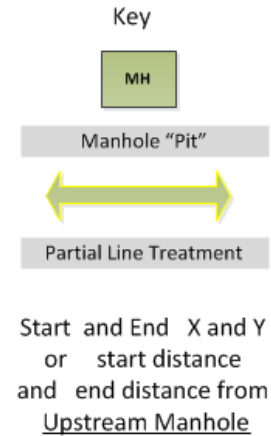 Key
MH
Manhole “Pit”
Partial Line Treatment
Start and End X and Y
or start distance
and end distance from
Upstream Manhole